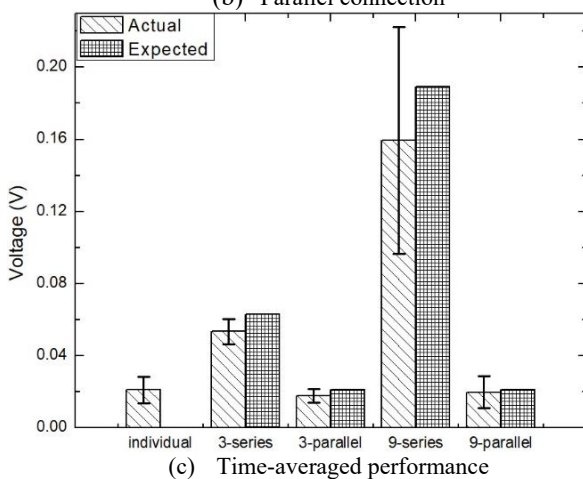 (b) Parallel connection
Actual
Expected
0.20
0.16
0.12
0.08
0.04
0.00
Voltage (V)
individual 3-series 3-parallel 9-series 9-parallel
(c) Time-averaged performance